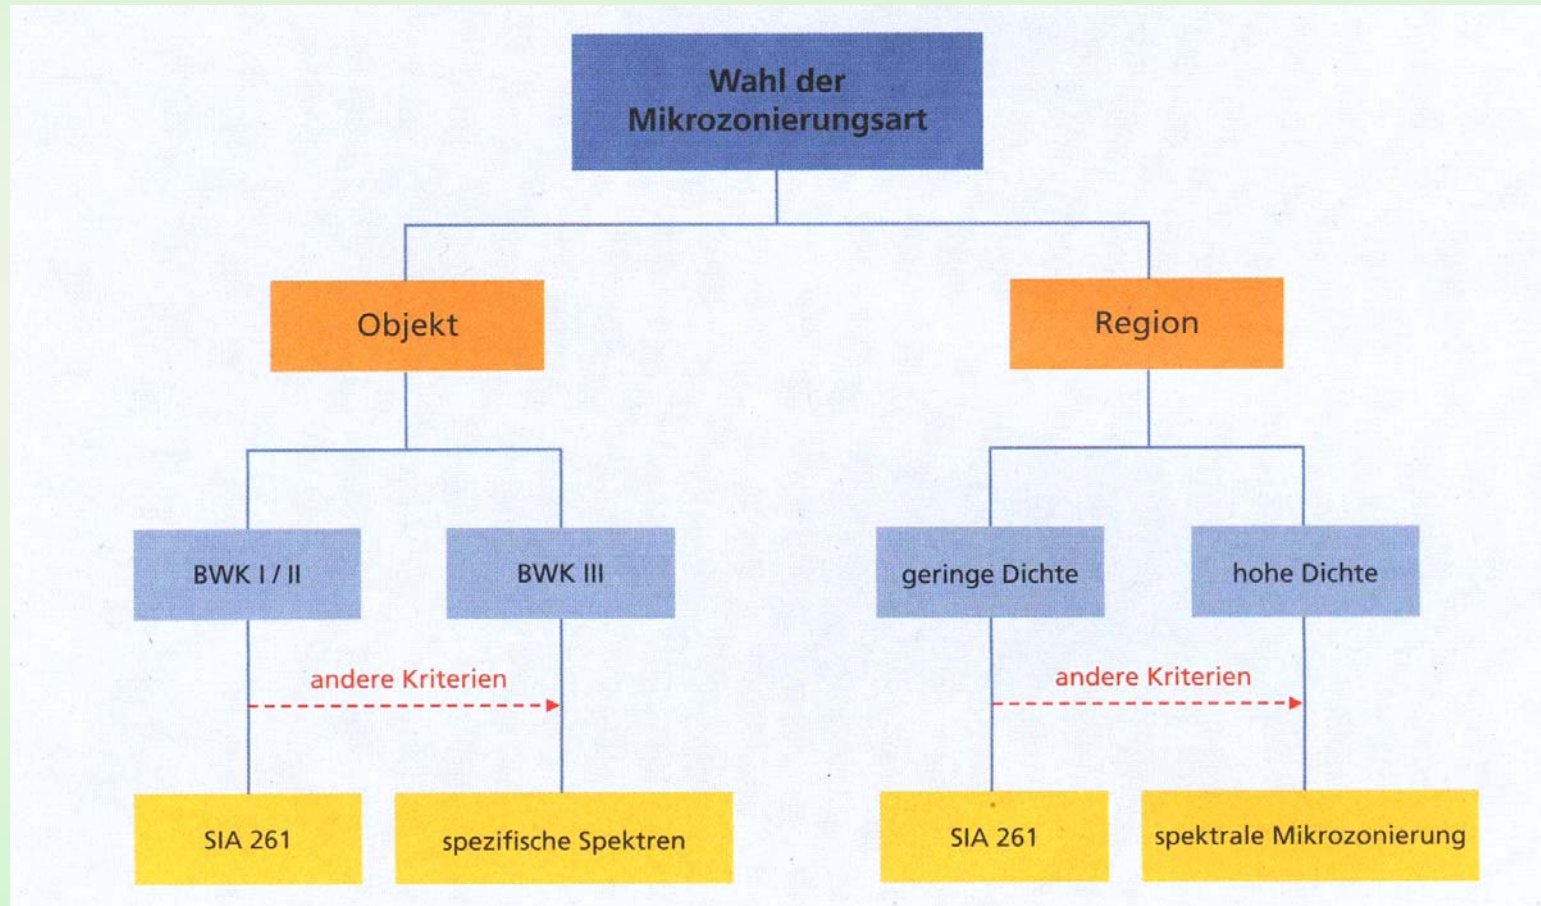 Wahl der
Mikrozonierungsart
Objekt
Region
BWK I / II
BWK III
geringe Dichte
hohe Dichte
andere Kriterien
andere Kriterien
SIA 261
spezifische Spektren
SIA 261
spektrale Mikrozonierung